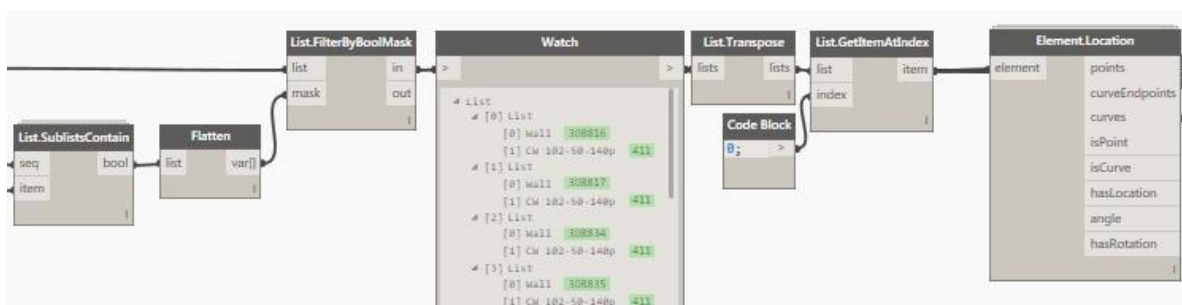 List.FilterByBoolMask
list in
mask out
List.SublistsContain
seq bool
item
Flatten
list var[]
Watch
> >
List
[0] List
[0] Wall 308816
[1] CW 102-50-140p 411
[1] List
[0] Wall 308817
[1] CW 102-50-140p 411
[2] List
[0] Wall 308834
[1] CW 102-50-140p 411
[3] List
[0] Wall 308835
[1] CW 102-50-140p 411
List.Transpose
lists lists
Code Block
0; >
List.GetItemAtIndex
list item
index
Element.Location
element points
curveEndpoints
curves
isPoint
isCurve
hasLocation
angle
hasRotation